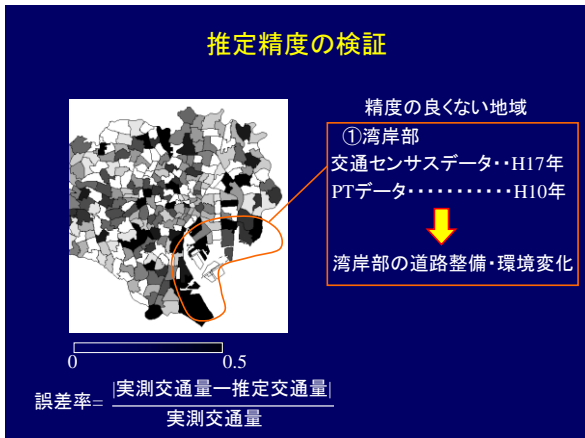 推定精度の検証
精度の良くない地域
①湾岸部
交通センサスデータ‥H17年
PTデータ‥‥‥‥‥‥H10年
湾岸部の道路整備・環境変化
0 0.5
誤差率= |実測交通量ー推定交通量|
実測交通量